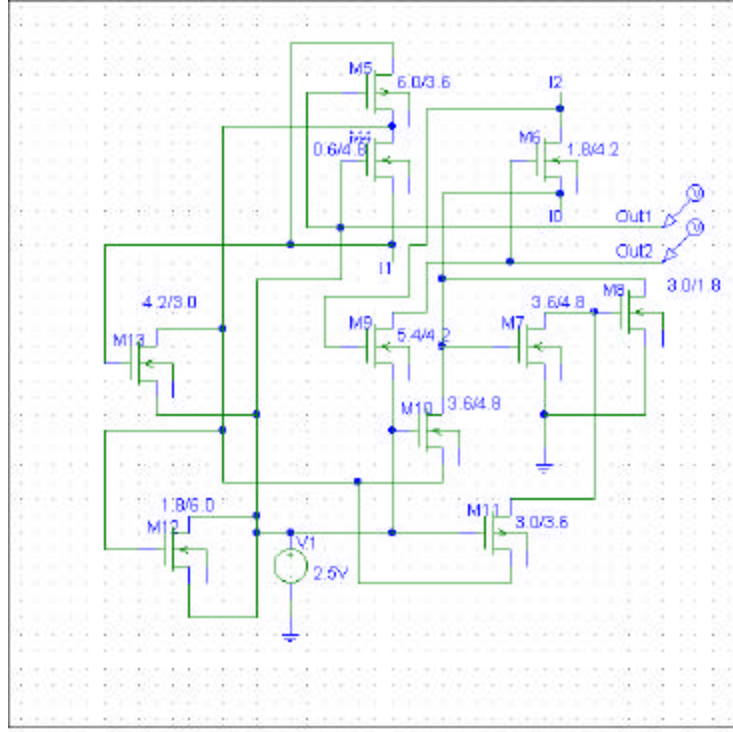 M5
6.0/3.6
I2
M4
0.6/4.8
M6
1.8/4.2
I0
Out1
Out2
I1
M8
3.0/1.8
4.2/3.0
M13
M9
5.4/4.2
M7
3.6/4.8
M10
3.6/4.8
1.8/6.0
M12
M11
3.0/3.6
V1
+
2.5V